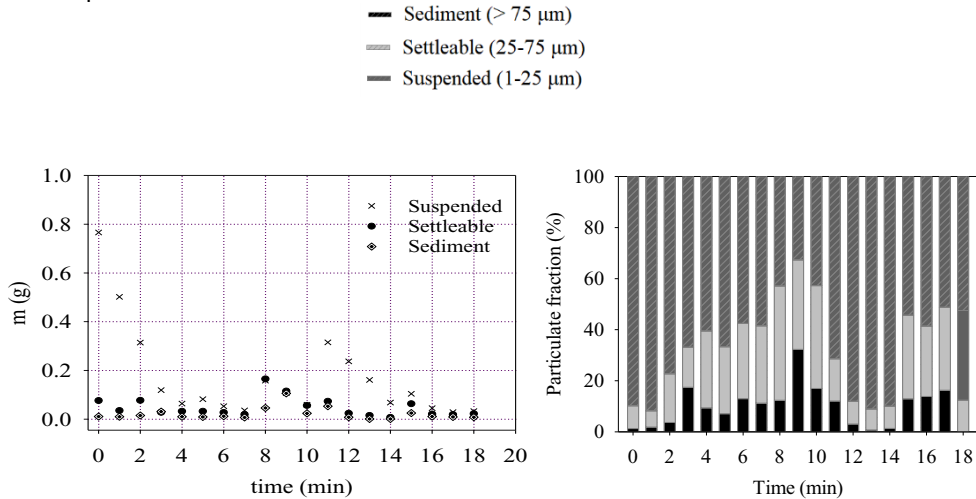 Sediment (> 75 μm)
Settleable (25-75 μm)
Suspended (1-25 μm)
1.0
0.8
0.6
0.4
0.2
0.0
m (g)
Suspended
Settleable
Sediment
0 2 4 6 8 10 12 14 16 18 20
time (min)
100
80
60
40
20
0
Particulate fraction (%)
0 2 4 6 8 10 12 14 16 18
Time (min)